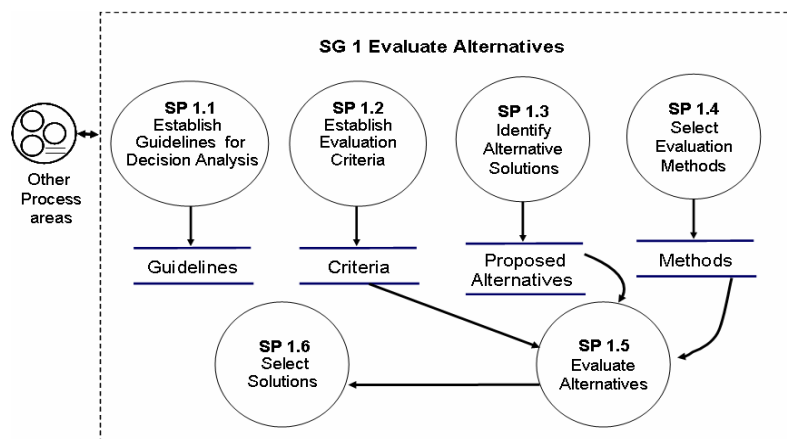 SG 1 Evaluate Alternatives
SP 1.1
Establish
Guidelines for
Decision Analysis
SP 1.2
Establish
Evaluation
Criteria
SP 1.3
Identify
Alternative
Solutions
SP 1.4
Select
Evaluation
Methods
Other
Process
areas
Guidelines
Criteria
Proposed
Alternatives
Methods
SP 1.6
Select
Solutions
SP 1.5
Evaluate
Alternatives